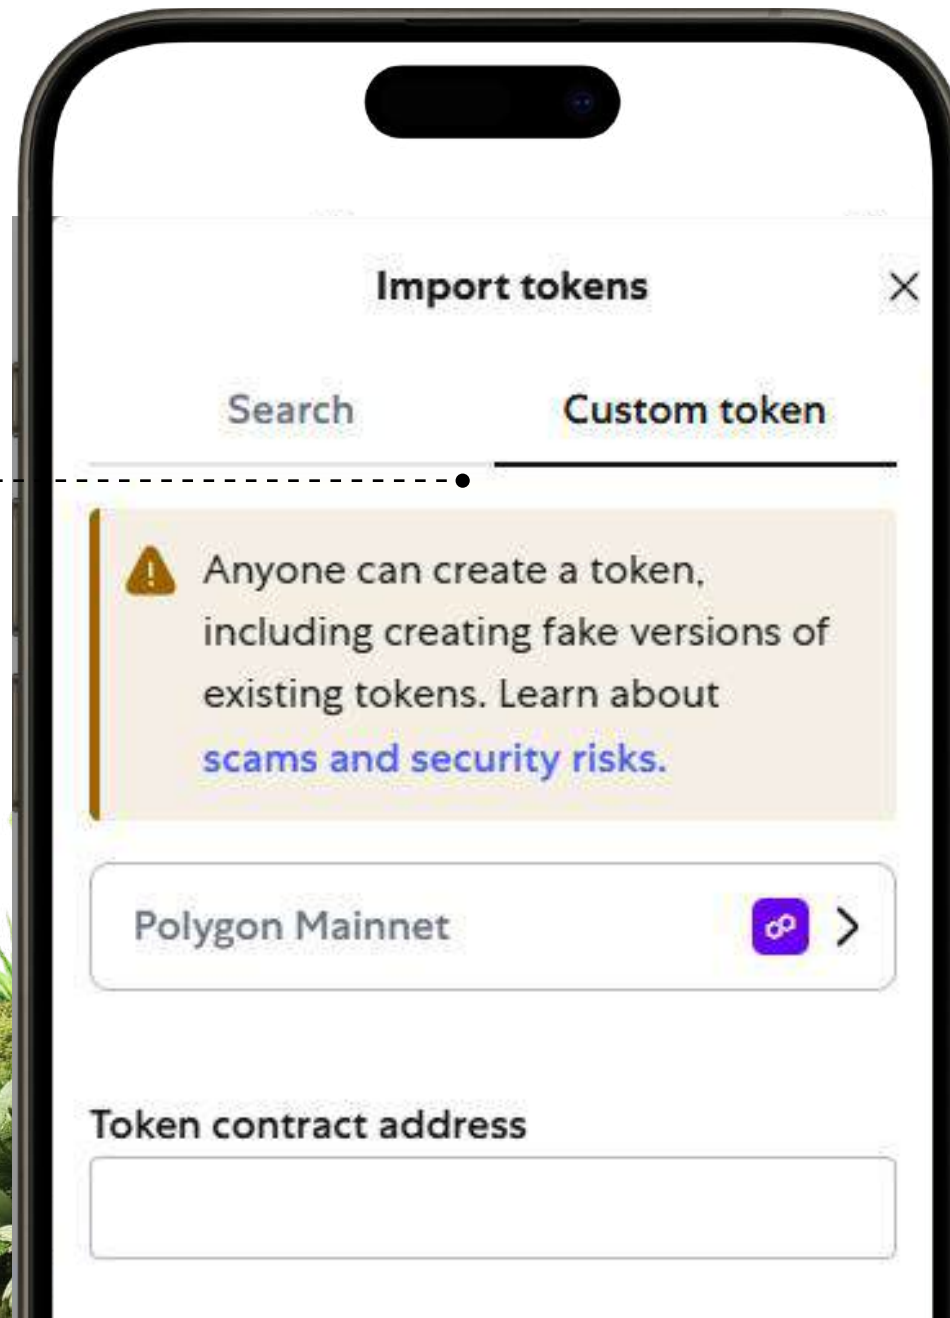 Import tokens
Search Custom token
Anyone can create a token,
including creating fake versions of
existing tokens. Learn about
scams and security risks.
Polygon Mainnet
Token contract address